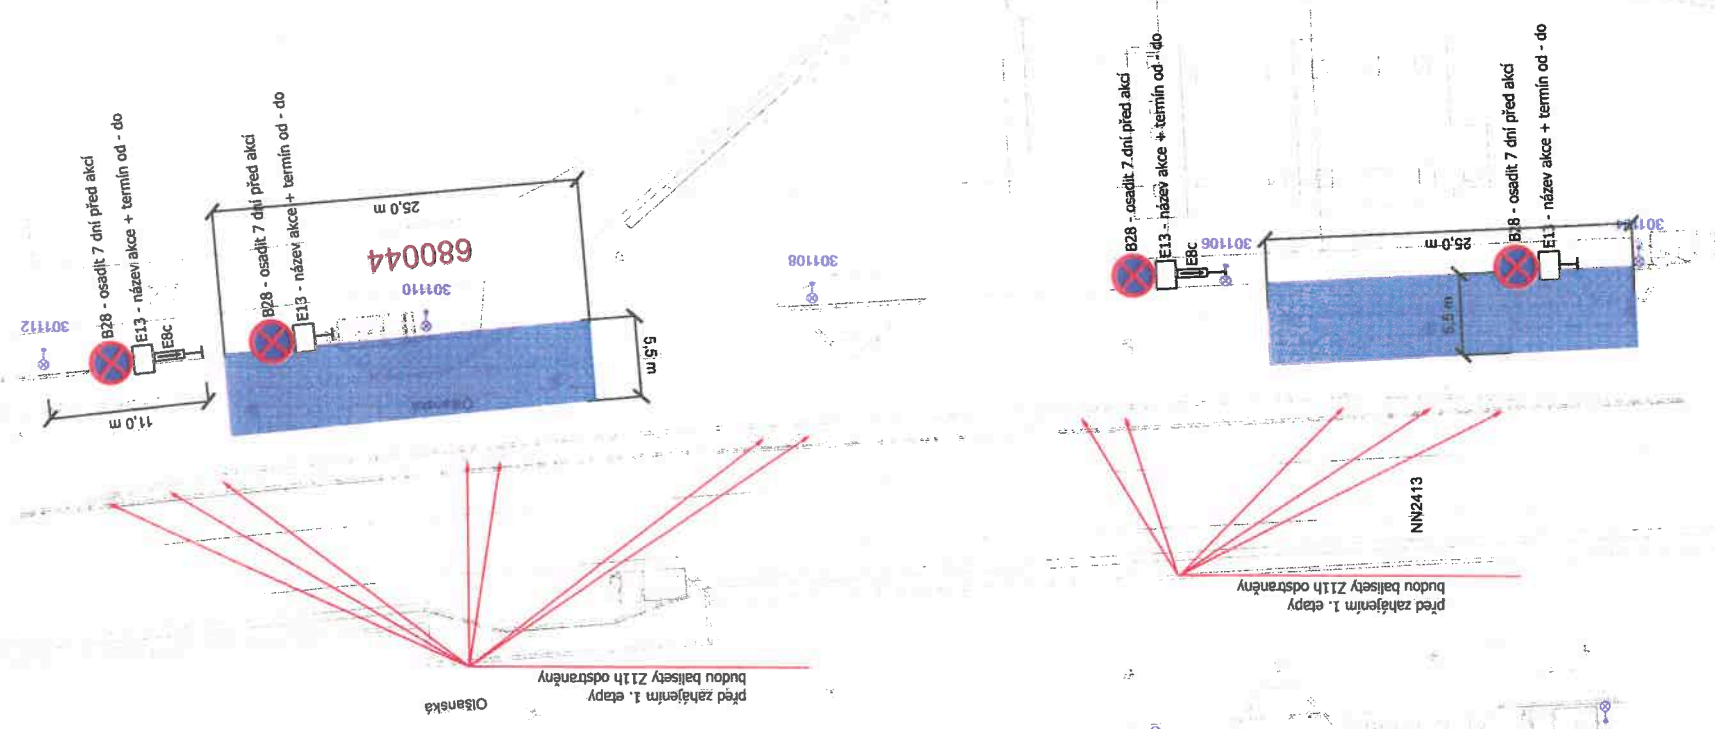 B28 - osadit 7 dní před akcí
E13 - název akce + termín od - do
E8c
B28 - osadit 7 dní před akcí
E13 - název akce + termín od - do
25,0 m
680044
301110
301112
301108
11,0 m
5,5 m
Olšanská
před zahájením 1. etapy
budou balisety Z11h odstraněny
Olšanská
B28 - osadit 7 dní před akcí
E13 - název akce + termín od - do
E8c
301106
B28 - osadit 7 dní před akcí
E13 - název akce + termín od - do
25,0 m
5,5 m
NN2413
před zahájením 1. etapy
budou balisety Z11h odstraněny